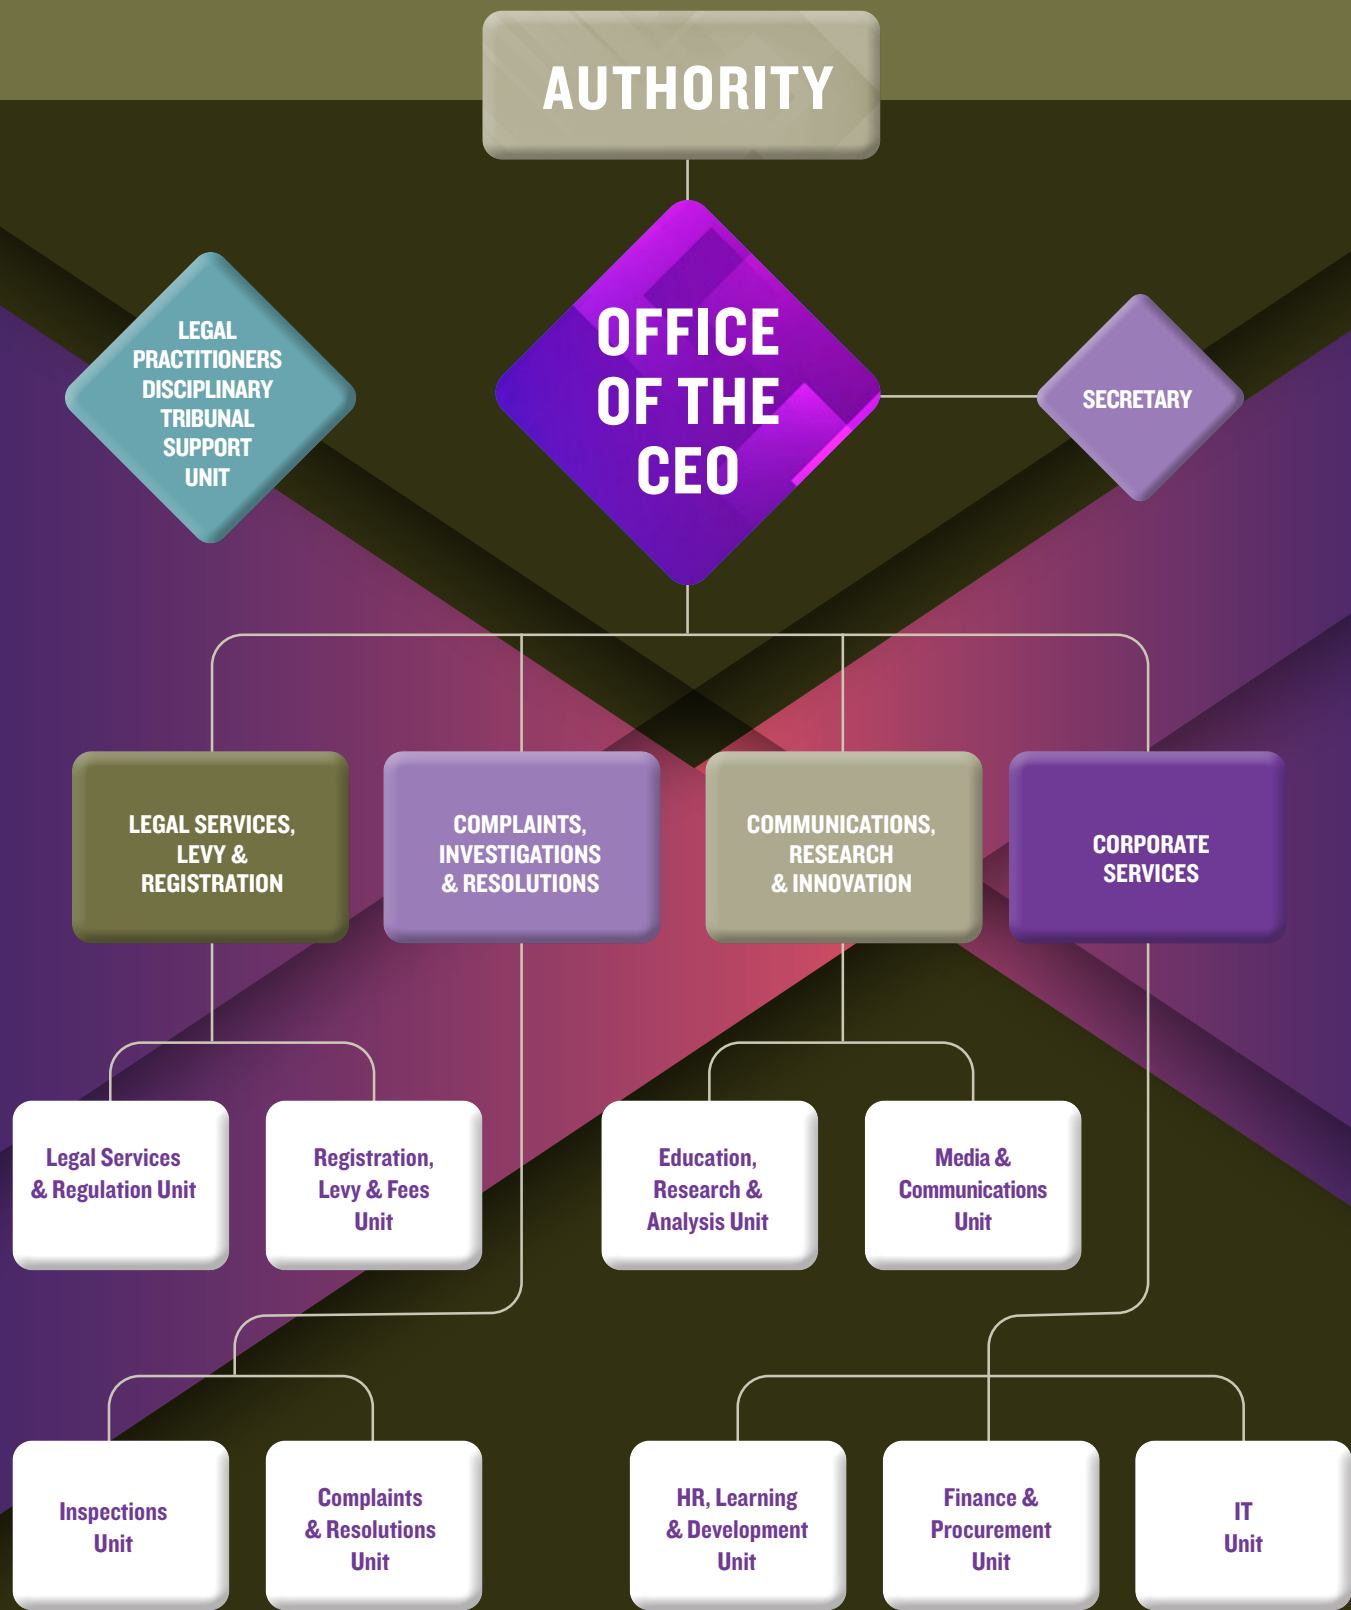 AUTHORITY
LEGAL
PRACTITIONERS
DISCIPLINARY
TRIBUNAL
SUPPORT
UNIT
OFFICE
OF THE
CEO
SECRETARY
LEGAL SERVICES,
LEVY &
REGISTRATION
COMPLAINTS,
INVESTIGATIONS
& RESOLUTIONS
COMMUNICATIONS,
RESEARCH
& INNOVATION
CORPORATE
SERVICES
Legal Services
& Regulation Unit
Registration,
Levy & Fees
Unit
Education,
Research &
Analysis Unit
Media &
Communications
Unit
Inspections
Unit
Complaints
& Resolutions
Unit
HR, Learning
& Development
Unit
Finance &
Procurement
Unit
IT
Unit